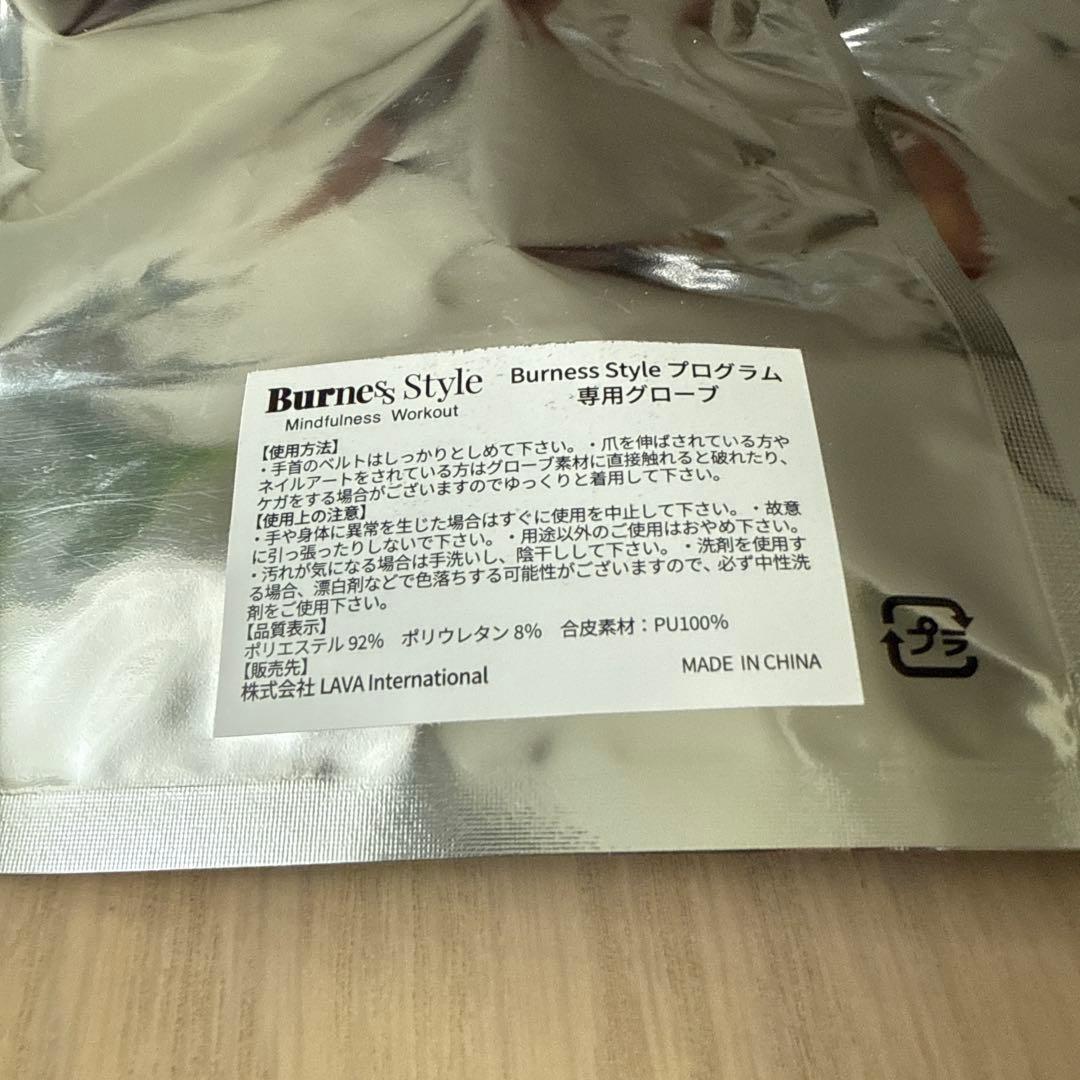 Burness Style
Mindfulness Workout
Burness Style プログラム
専用グローブ
【使用方法】
・手首のベルトはしっかりとしめて下さい。・爪を伸ばされている方や
ネイルアートをされている方はグローブ素材に直接触れると破れたり、
ケガをする場合がございますのでゆっくりと着用して下さい。
【使用上の注意】
・手や身体に異常を生じた場合はすぐに使用を中止して下さい。・故意
に引っ張ったりしないで下さい。・用途以外のご使用はおやめ下さい。
・汚れが気になる場合は手洗いし、陰干しして下さい。・洗剤を使用す
る場合、漂白剤などで色落ちする可能性がございますので、必ず中性洗
剤をご使用下さい。
【品質表示】
ポリエステル 92% ポリウレタン 8% 合皮素材：PU100%
【販売先】
株式会社 LAVA International
MADE IN CHINA
プラ